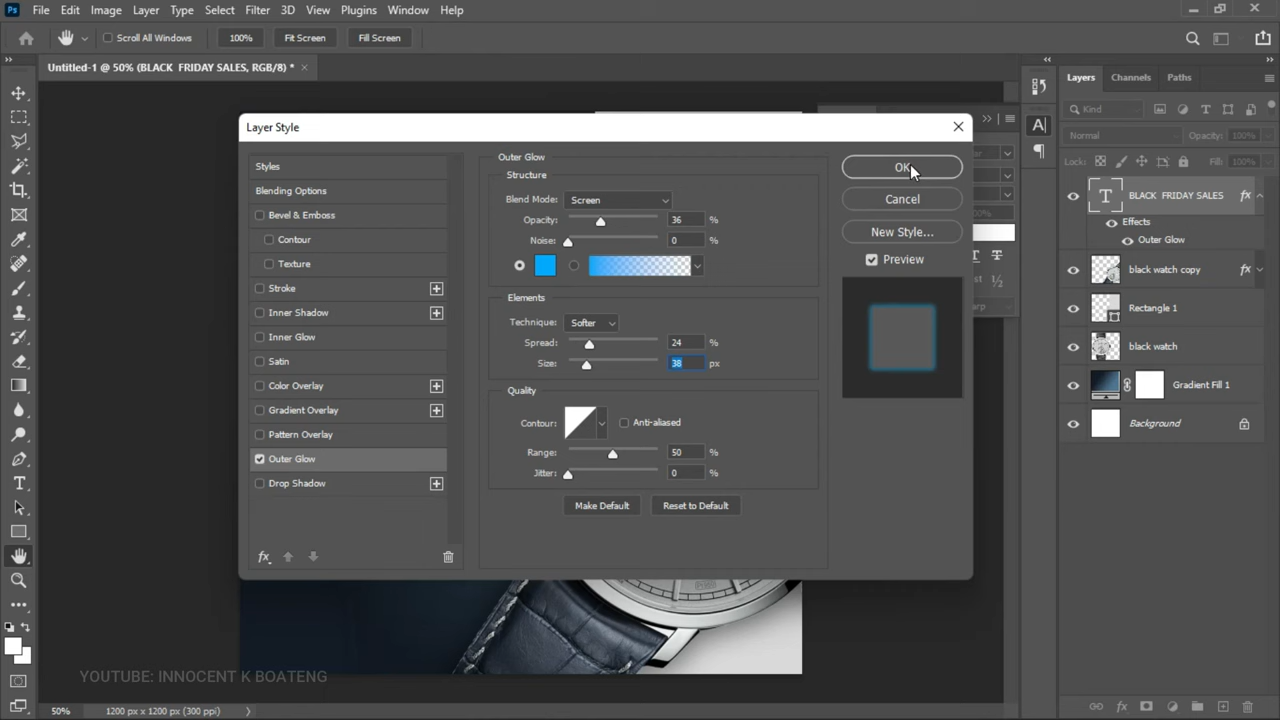 Ps File Edit Image Layer Type Select Filter 3D View Plugins Window Help
Scroll All Windows 100% Fit Screen Fill Screen
Untitled-1 @ 50% (BLACK FRIDAY SALES, RGB/8) *
Layers Channels Paths
Kind
Normal Opacity: 100%
Lock: Fill: 100%
BLACK FRIDAY SALES fx
Effects
Outer Glow
black watch copy fx
Rectangle 1
black watch
Gradient Fill 1
Background
Layer Style
Styles
Blending Options
Bevel & Emboss
Contour
Texture
Stroke
Inner Shadow
Inner Glow
Satin
Color Overlay
Gradient Overlay
Pattern Overlay
Outer Glow
Drop Shadow
fx
Outer Glow
Structure
Blend Mode: Screen
Opacity: 36 %
Noise: 0 %
Elements
Technique: Softer
Spread: 24 %
Size: 38 px
Quality
Contour: Anti-aliased
Range: 50 %
Jitter: 0 %
Make Default Reset to Default
OK
Cancel
New Style...
Preview
YOUTUBE: INNOCENT K BOATENG
50% 1200 px x 1200 px (300 ppi)